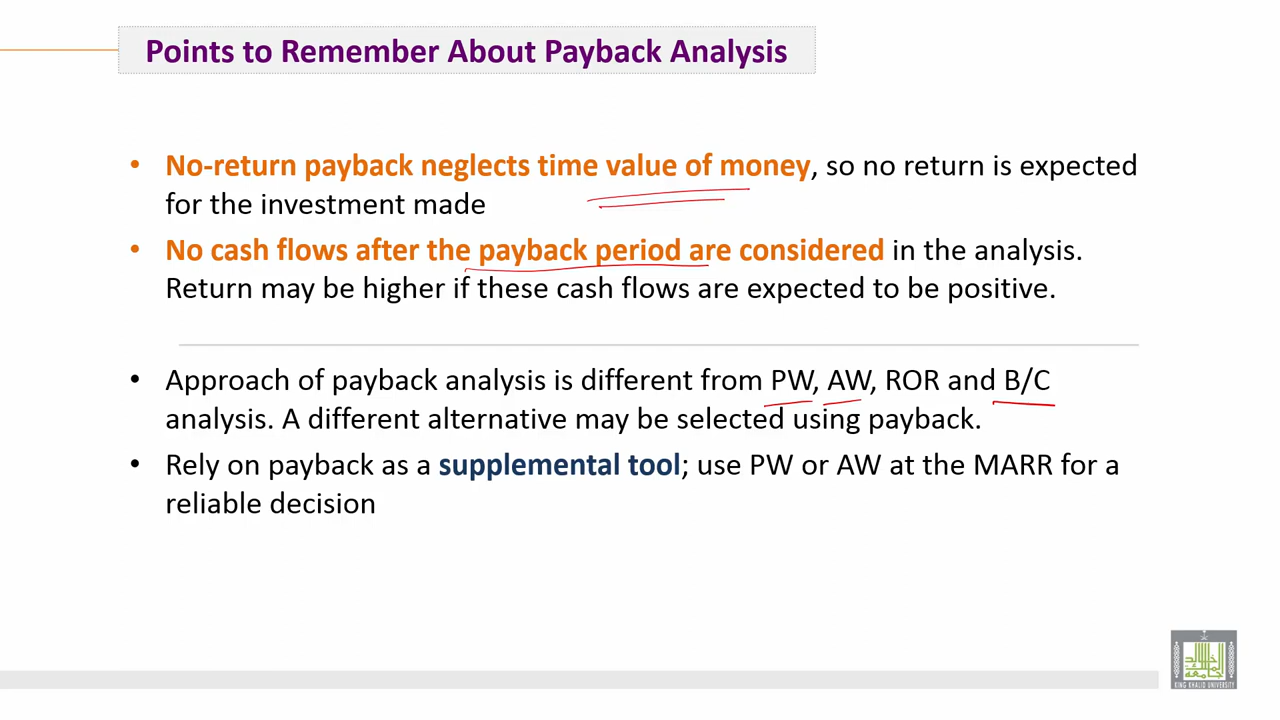 Points to Remember About Payback Analysis
• No-return payback neglects time value of money, so no return is expected
for the investment made
• No cash flows after the payback period are considered in the analysis.
Return may be higher if these cash flows are expected to be positive.
• Approach of payback analysis is different from PW, AW, ROR and B/C
analysis. A different alternative may be selected using payback.
• Rely on payback as a supplemental tool; use PW or AW at the MARR for a
reliable decision
KING KHALID UNIVERSITY